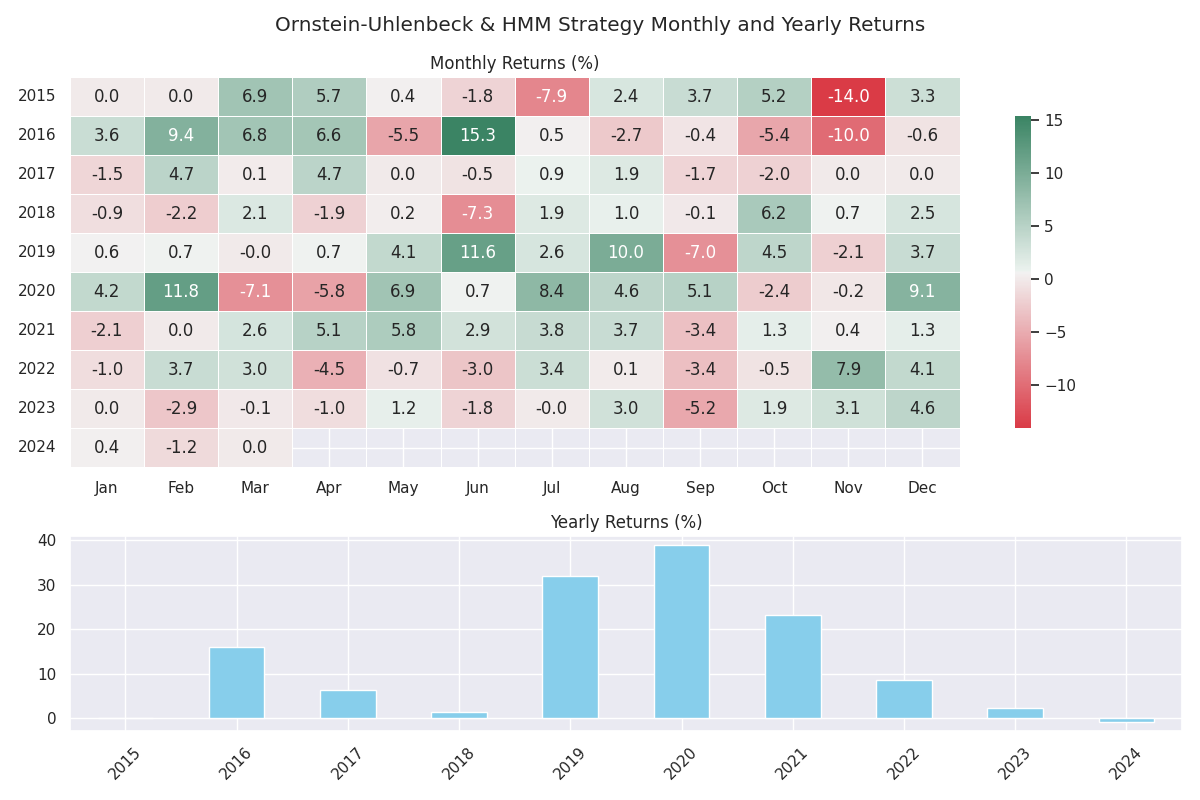 Ornstein-Uhlenbeck & HMM Strategy Monthly and Yearly Returns
Monthly Returns (%)
2015 0.0 0.0 6.9 5.7 0.4 -1.8 -7.9 2.4 3.7 5.2 -14.0 3.3
2016 3.6 9.4 6.8 6.6 -5.5 15.3 0.5 -2.7 -0.4 -5.4 -10.0 -0.6
2017 -1.5 4.7 0.1 4.7 0.0 -0.5 0.9 1.9 -1.7 -2.0 0.0 0.0
2018 -0.9 -2.2 2.1 -1.9 0.2 -7.3 1.9 1.0 -0.1 6.2 0.7 2.5
2019 0.6 0.7 -0.0 0.7 4.1 11.6 2.6 10.0 -7.0 4.5 -2.1 3.7
2020 4.2 11.8 -7.1 -5.8 6.9 0.7 8.4 4.6 5.1 -2.4 -0.2 9.1
2021 -2.1 0.0 2.6 5.1 5.8 2.9 3.8 3.7 -3.4 1.3 0.4 1.3
2022 -1.0 3.7 3.0 -4.5 -0.7 -3.0 3.4 0.1 -3.4 -0.5 7.9 4.1
2023 0.0 -2.9 -0.1 -1.0 1.2 -1.8 -0.0 3.0 -5.2 1.9 3.1 4.6
2024 0.4 -1.2 0.0
Jan Feb Mar Apr May Jun Jul Aug Sep Oct Nov Dec
15
10
5
0
−5
−10
Yearly Returns (%)
40
30
20
10
0
2015 2016 2017 2018 2019 2020 2021 2022 2023 2024